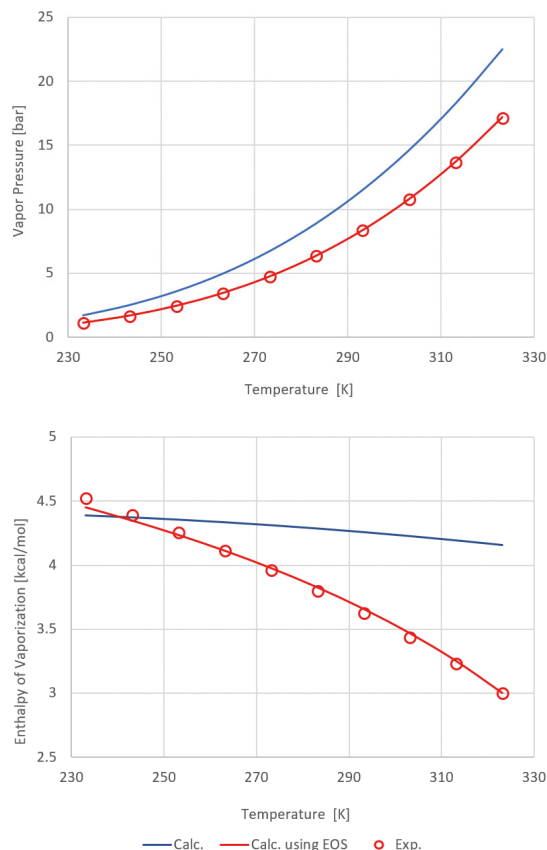 25
20
15
10
5
0
Vapor Pressure [bar]
230 250 270 290 310 330
Temperature [K]
5
4.5
4
3.5
3
2.5
Enthalpy of Vaporization [kcal/mol]
230 250 270 290 310 330
Temperature [K]
Calc. Calc. using EOS Exp.